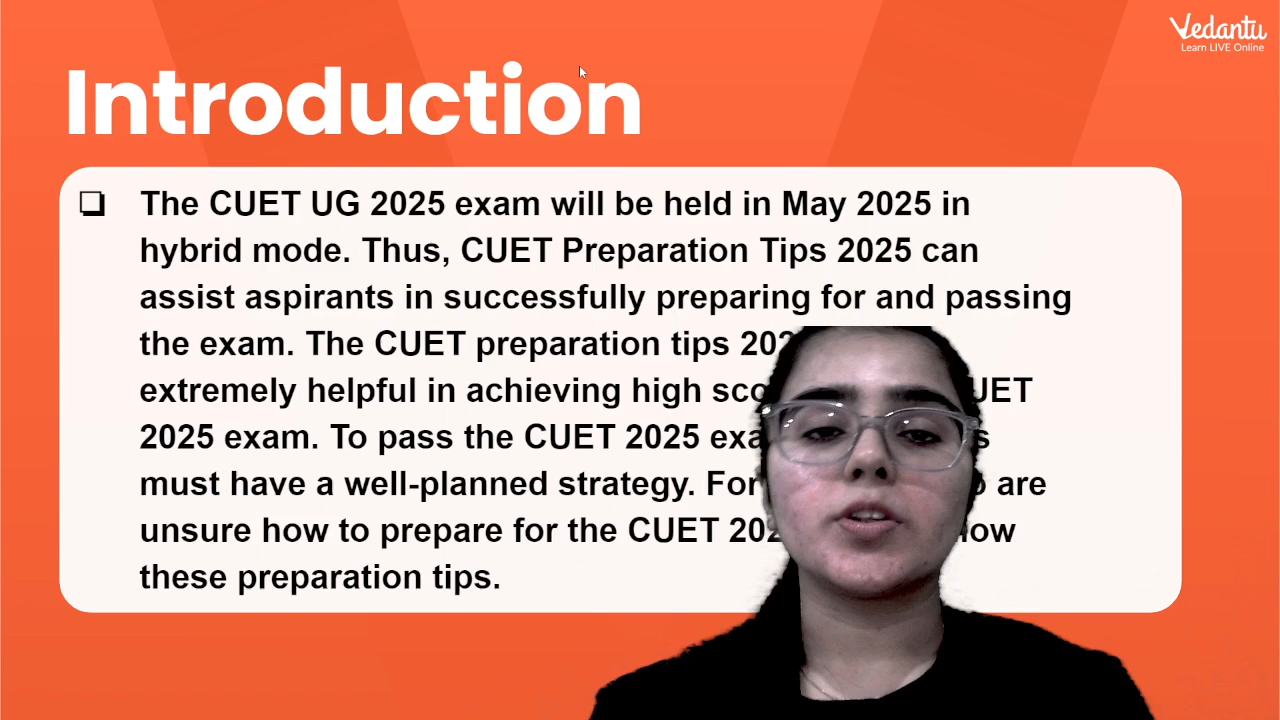 Vedantu
Learn LIVE Online
Introduction
❏ The CUET UG 2025 exam will be held in May 2025 in
hybrid mode. Thus, CUET Preparation Tips 2025 can
assist aspirants in successfully preparing for and passing
the exam. The CUET preparation tips
extremely helpful in achieving high
2025 exam. To pass the CUET 2025
must have a well-planned strategy. For are
unsure how to prepare for the CUET
these preparation tips.